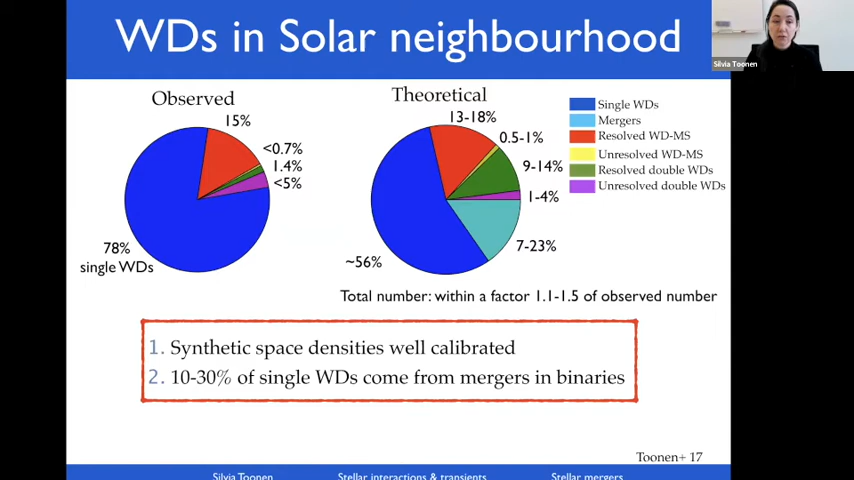 WDs in Solar neighbourhood
Silvia Toonen
Observed
15%
<0.7%
1.4%
<5%
78%
single WDs
Theoretical
13-18%
0.5-1%
9-14%
1-4%
7-23%
~56%
Single WDs
Mergers
Resolved WD-MS
Unresolved WD-MS
Resolved double WDs
Unresolved double WDs
Total number: within a factor 1.1-1.5 of observed number
1. Synthetic space densities well calibrated
2. 10-30% of single WDs come from mergers in binaries
Toonen+ 17
Silvia Toonen Stellar interactions & transients Stellar mergers